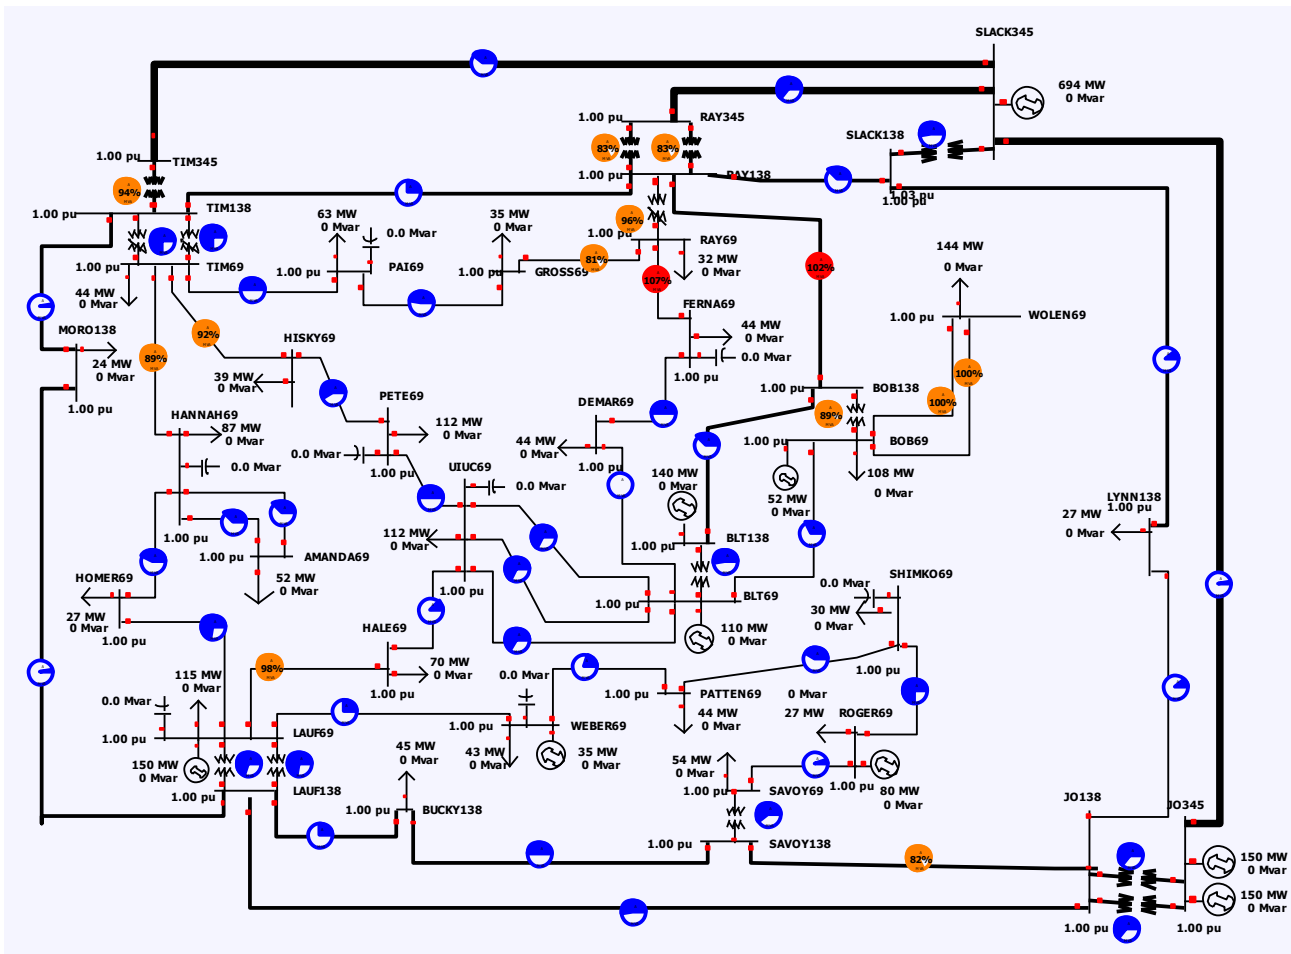 SLACK345
694 MW
0 Mvar
RAY345
1.00 pu
SLACK138
83%
83%
1.00 pu
TIM345
1.00 pu
RAY138
94%
1.03 pu
1.00 pu
1.00 pu
TIM138
63 MW
0 Mvar
0.0 Mvar
35 MW
0 Mvar
96%
1.00 pu
RAY69
144 MW
0 Mvar
1.00 pu
TIM69
1.00 pu
PAI69
1.00 pu
GROSS69
81%
32 MW
0 Mvar
102%
107%
44 MW
0 Mvar
FERNA69
1.00 pu
WOLEN69
MORO138
92%
HISKY69
44 MW
0 Mvar
0.0 Mvar
24 MW
0 Mvar
89%
39 MW
0 Mvar
1.00 pu
100%
1.00 pu
BOB138
1.00 pu
PETE69
DEMAR69
89%
100%
HANNAH69
87 MW
0 Mvar
112 MW
0 Mvar
44 MW
0 Mvar
1.00 pu
BOB69
0.0 Mvar
0.0 Mvar
1.00 pu
UIUC69
0.0 Mvar
1.00 pu
140 MW
0 Mvar
108 MW
0 Mvar
52 MW
0 Mvar
LYNN138
1.00 pu
27 MW
0 Mvar
1.00 pu
112 MW
0 Mvar
1.00 pu
BLT138
1.00 pu
AMANDA69
HOMER69
52 MW
0 Mvar
1.00 pu
SHIMKO69
0.0 Mvar
1.00 pu
BLT69
30 MW
0 Mvar
27 MW
0 Mvar
1.00 pu
HALE69
110 MW
0 Mvar
98%
70 MW
0 Mvar
1.00 pu
1.00 pu
115 MW
0 Mvar
0.0 Mvar
0.0 Mvar
1.00 pu
PATTEN69
0 Mvar
27 MW
ROGER69
44 MW
0 Mvar
1.00 pu
LAUF69
1.00 pu
WEBER69
45 MW
0 Mvar
43 MW
0 Mvar
35 MW
0 Mvar
54 MW
0 Mvar
150 MW
0 Mvar
1.00 pu
80 MW
0 Mvar
1.00 pu
LAUF138
1.00 pu
SAVOY69
JO138
JO345
1.00 pu
BUCKY138
1.00 pu
SAVOY138
82%
150 MW
0 Mvar
150 MW
0 Mvar
1.00 pu
1.00 pu